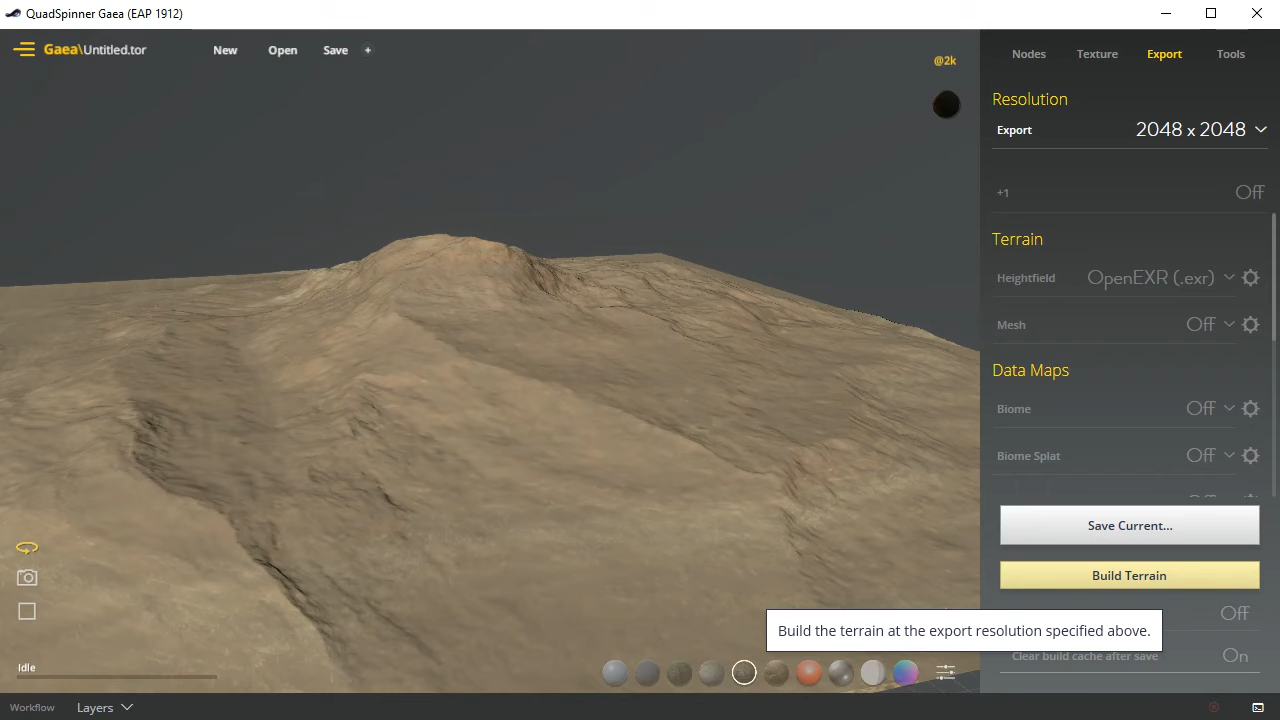 QuadSpinner Gaea (EAP 1912)
Gaea\Untitled.tor
New
Open
Save
+
@2k
Nodes
Texture
Export
Tools
Resolution
Export
2048 x 2048
+1
Off
Terrain
Heightfield
OpenEXR (.exr)
Mesh
Off
Data Maps
Biome
Off
Biome Splat
Off
Save Current...
Build Terrain
Off
Build the terrain at the export resolution specified above.
Clear build cache after save
On
Idle
Workflow
Layers